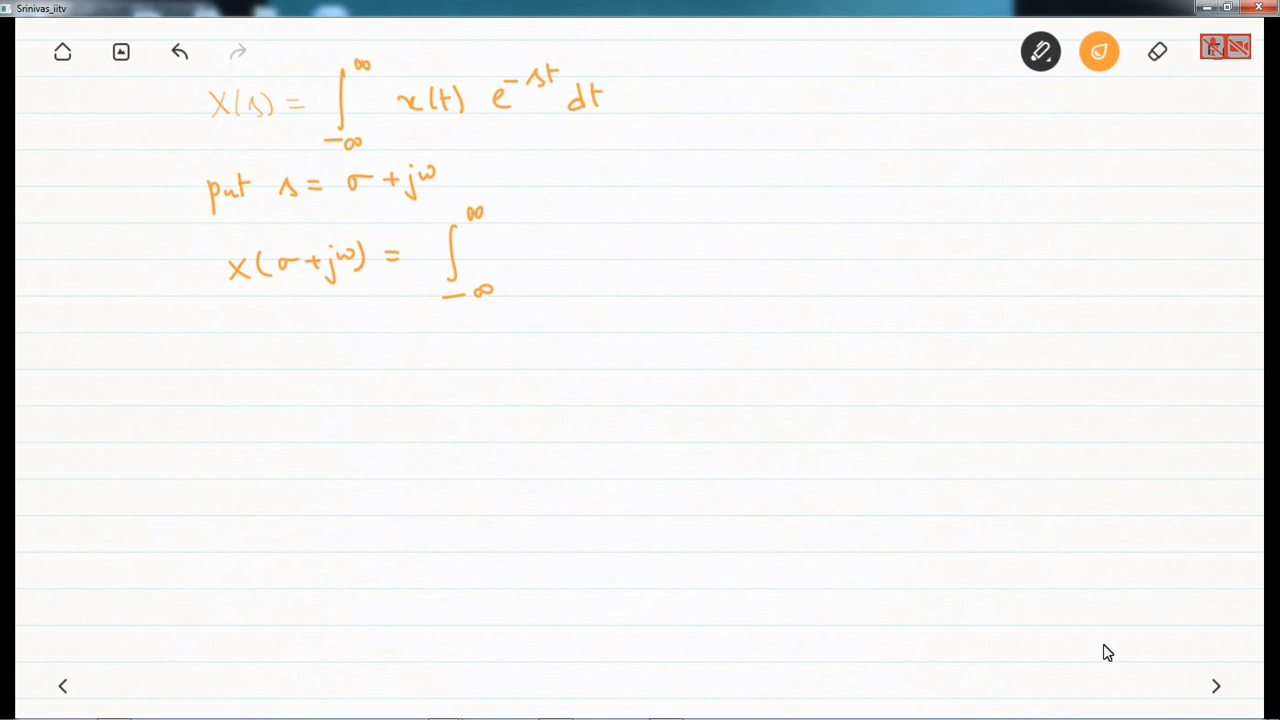 Srinivas_iitv
X(s) = ∫_{-∞}^{∞} x(t) e^{-st} dt
put s = σ + jω
X(σ + jω) = ∫_{-∞}^{∞}